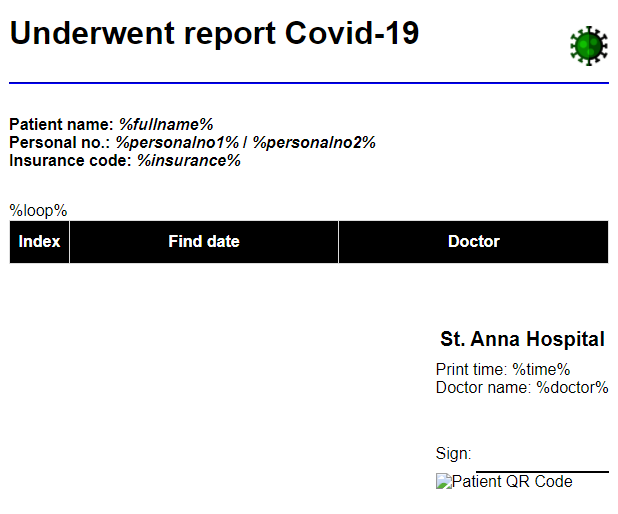 Underwent report Covid-19
Patient name: %fullname%
Personal no.: %personalno1% / %personalno2%
Insurance code: %insurance%
%loop%
Index Find date Doctor
St. Anna Hospital
Print time: %time%
Doctor name: %doctor%
Sign:
Patient QR Code